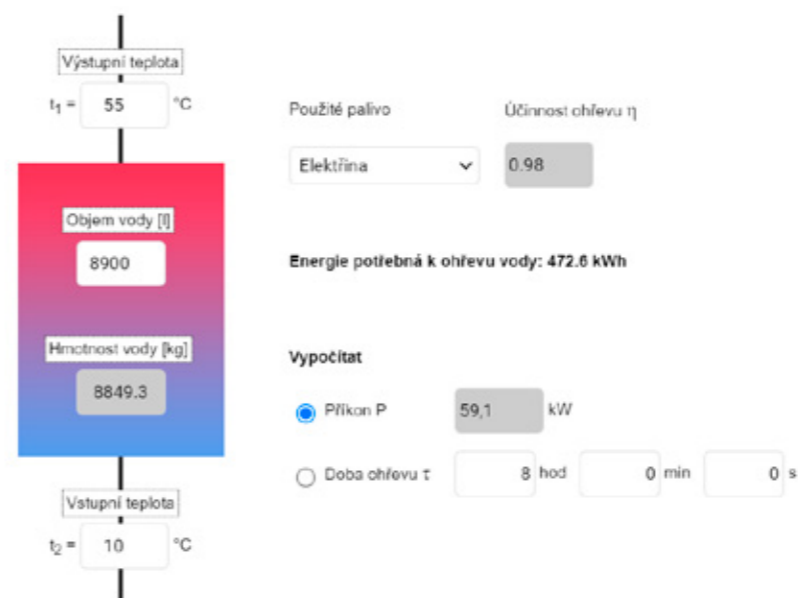 Výstupní teplota
t₁ = 55 °C
Použité palivo
Účinnost ohřevu η
Elektřina
0.98
Objem vody [l]
8900
Energie potřebná k ohřevu vody: 472.6 kWh
Hmotnost vody [kg]
8849.3
Vypočítat
Příkon P 59,1 kW
Doba ohřevu τ 8 hod 0 min 0 s
Vstupní teplota
t₂ = 10 °C